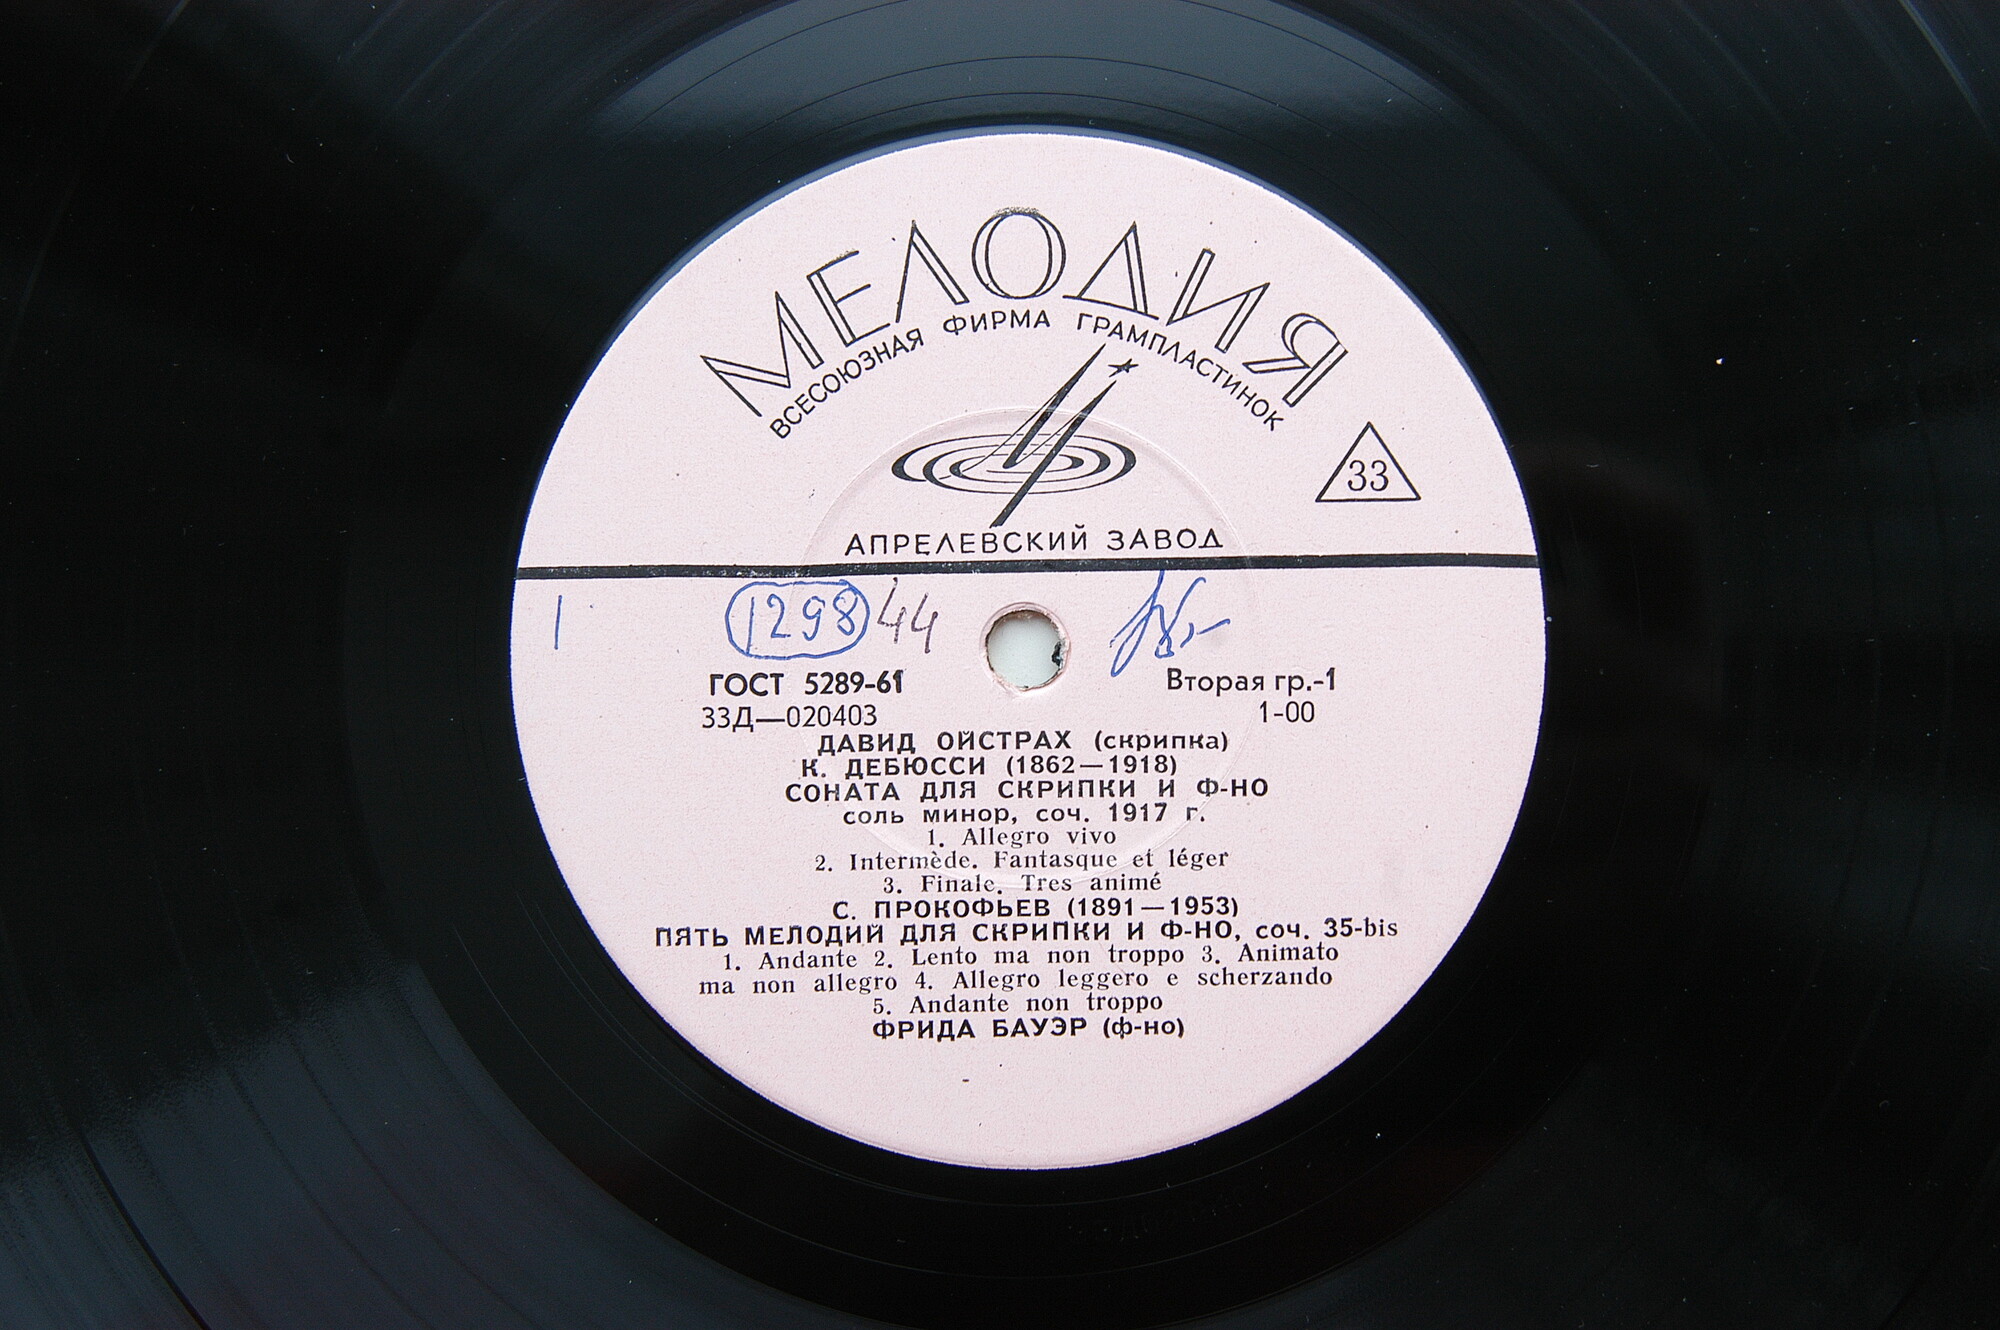 МЕЛОДИЯ
ВСЕСОЮЗНАЯ ФИРМА ГРАМПЛАСТИНОК
33
АПРЕЛЕВСКИЙ ЗАВОД
1 1298 44
ГОСТ 5289-61 Вторая гр.-1
33Д—020403 1-00
ДАВИД ОЙСТРАХ (скрипка)
К. ДЕБЮССИ (1862—1918)
СОНАТА ДЛЯ СКРИПКИ И Ф-НО
соль минор, соч. 1917 г.
1. Allegro vivo
2. Intermède. Fantasque et léger
3. Finale. Tres animé
С. ПРОКОФЬЕВ (1891—1953)
ПЯТЬ МЕЛОДИЙ ДЛЯ СКРИПКИ И Ф-НО, соч. 35-bis
1. Andante 2. Lento ma non troppo 3. Animato
ma non allegro 4. Allegro leggero e scherzando
5. Andante non troppo
ФРИДА БАУЭР (ф-но)